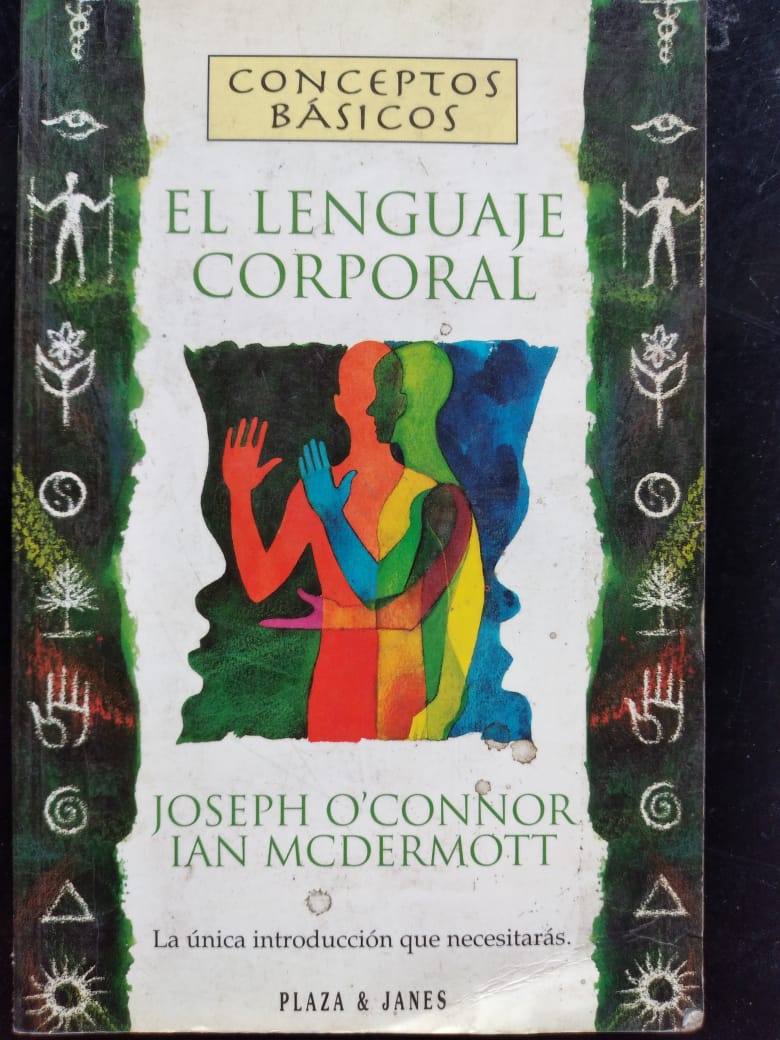 CONCEPTOS
BÁSICOS
EL LENGUAJE
CORPORAL
JOSEPH O'CONNOR
IAN MCDERMOTT
La única introducción que necesitarás.
PLAZA & JANES